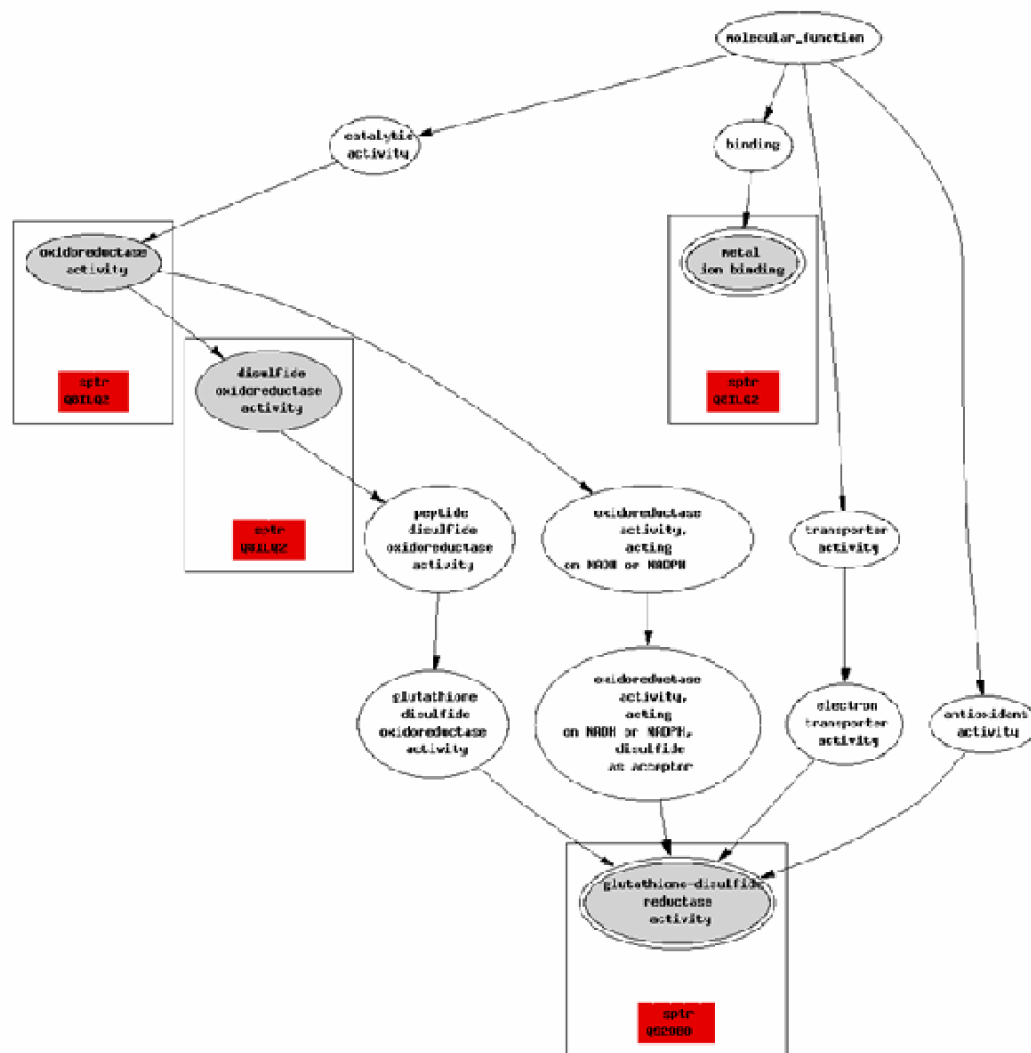 molecular_function
catalytic
activity
binding
oxidoreductase
activity
metal
ion binding
disulfide
oxidoreductase
activity
sptr
sptr
peptide
disulfide
oxidoreductase
activity
oxidoreductase
activity,
acting
on NADH or NADPH
sptr
transporter
activity
glutathione
disulfide
oxidoreductase
activity
oxidoreductase
activity,
acting
on NADH or NADPH,
disulfide
as acceptor
electron
transporter
activity
antioxidant
activity
glutathione-disulfide
reductase
activity
sptr